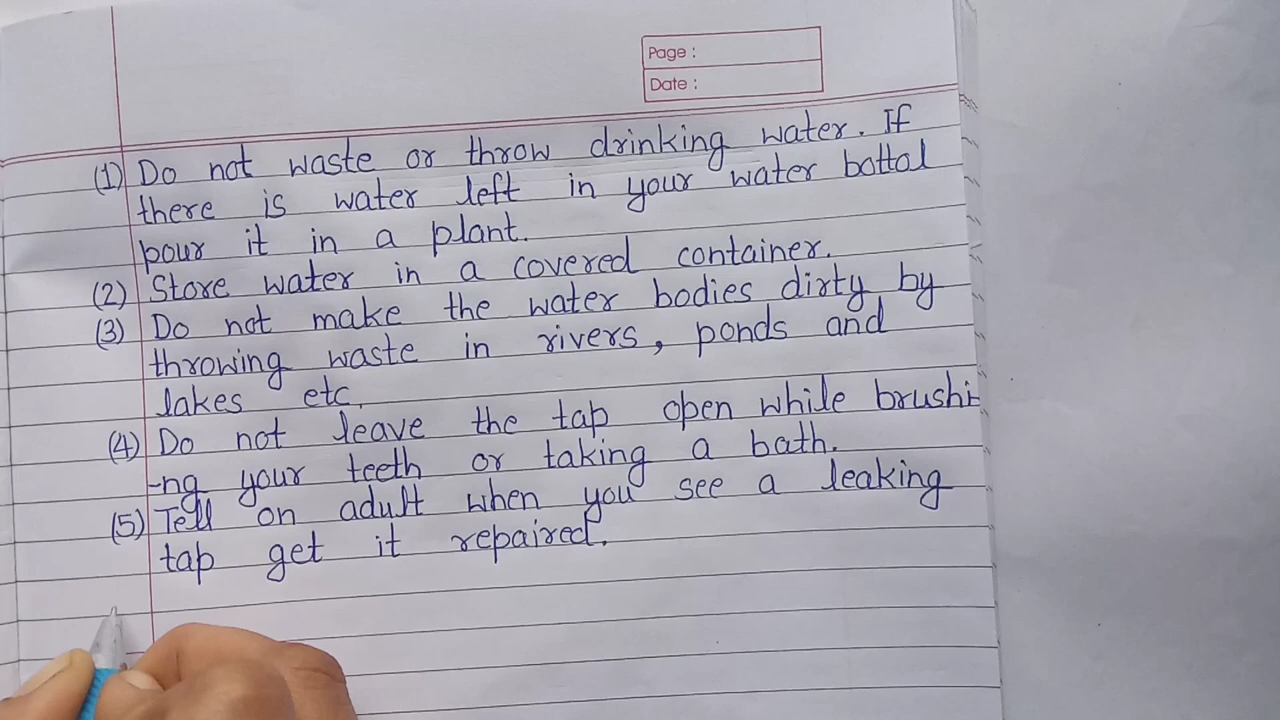 Page :
Date :
(1) Do not waste or throw drinking water. If
there is water left in your water bottal
pour it in a plant.
(2) Store water in a covered container.
(3) Do not make the water bodies dirty by
throwing waste in rivers, ponds and
lakes etc.
(4) Do not leave the tap open while brushi
-ng your teeth or taking a bath.
(5) Tell on adult when you see a leaking
tap get it repaired.